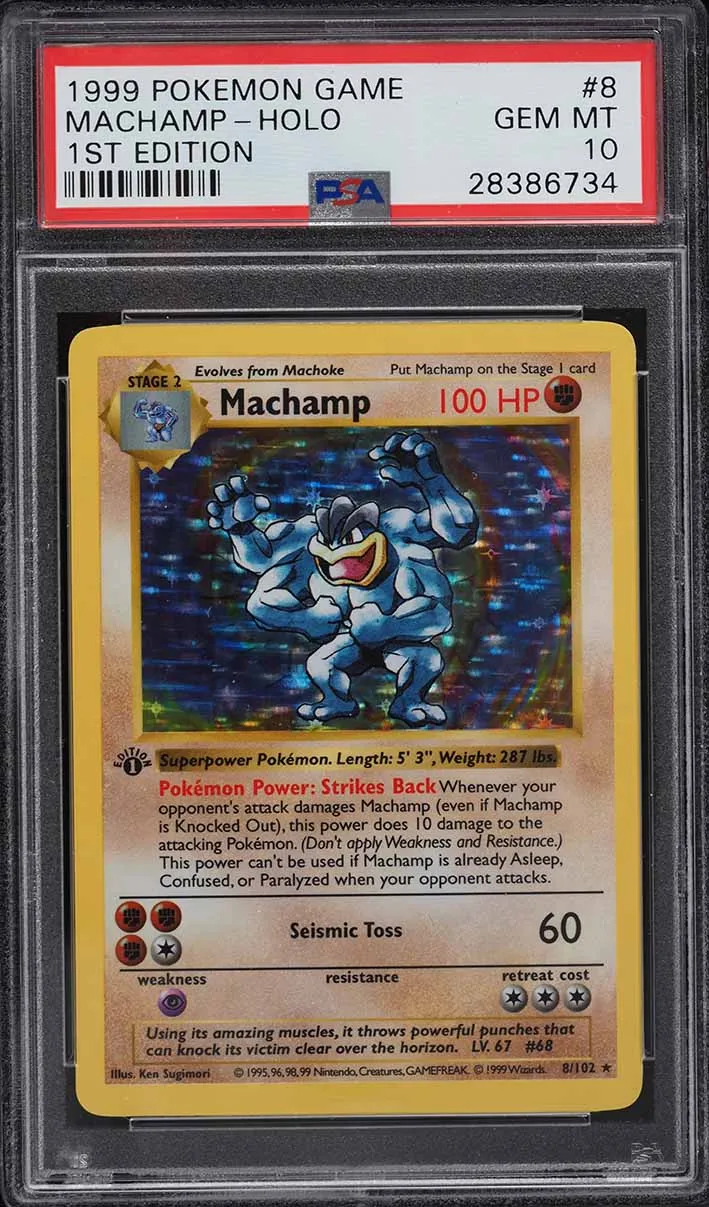 1999 POKEMON GAME #8
MACHAMP – HOLO GEM MT
1ST EDITION 10
PSA 28386734
STAGE 2 Evolves from Machoke Put Machamp on the Stage 1 card
Machamp 100 HP
EDITION 1
Superpower Pokémon. Length: 5' 3", Weight: 287 lbs.
Pokémon Power: Strikes Back Whenever your
opponent's attack damages Machamp (even if Machamp
is Knocked Out), this power does 10 damage to the
attacking Pokémon. (Don't apply Weakness and Resistance.)
This power can't be used if Machamp is already Asleep,
Confused, or Paralyzed when your opponent attacks.
Seismic Toss 60
weakness resistance retreat cost
Using its amazing muscles, it throws powerful punches that
can knock its victim clear over the horizon. LV. 67 #68
Illus. Ken Sugimori © 1995, 96, 98, 99 Nintendo, Creatures, GAMEFREAK. © 1999 Wizards. 8/102 ★